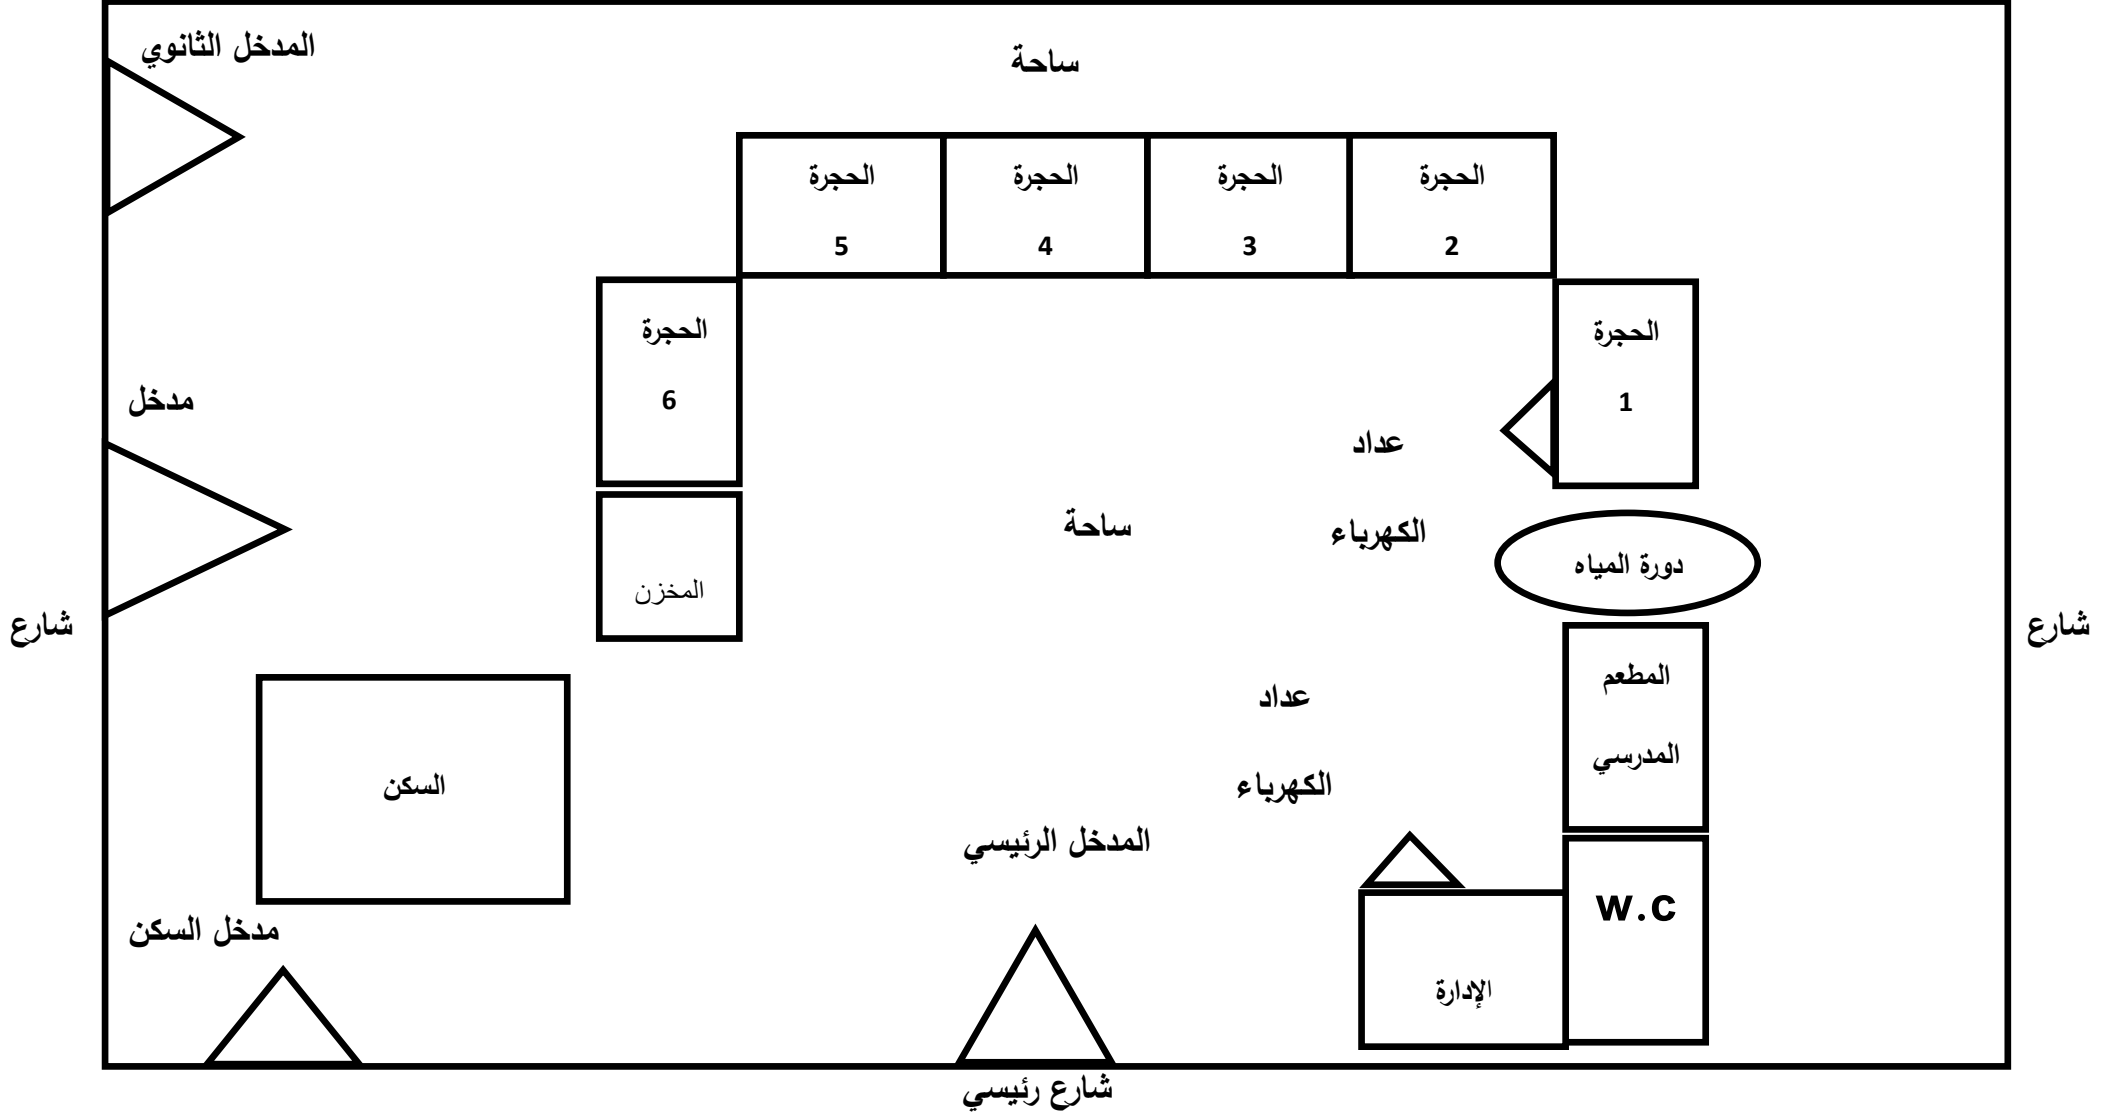 المدخل الثانوي
ساحة
الحجرة
2
الحجرة
3
الحجرة
4
الحجرة
5
الحجرة
1
الحجرة
6
مدخل
عداد
الكهرباء
ساحة
دورة المياه
المخزن
شارع
شارع
المطعم
المدرسي
عداد
الكهرباء
السكن
المدخل الرئيسي
W.C
مدخل السكن
الإدارة
شارع رئيسي